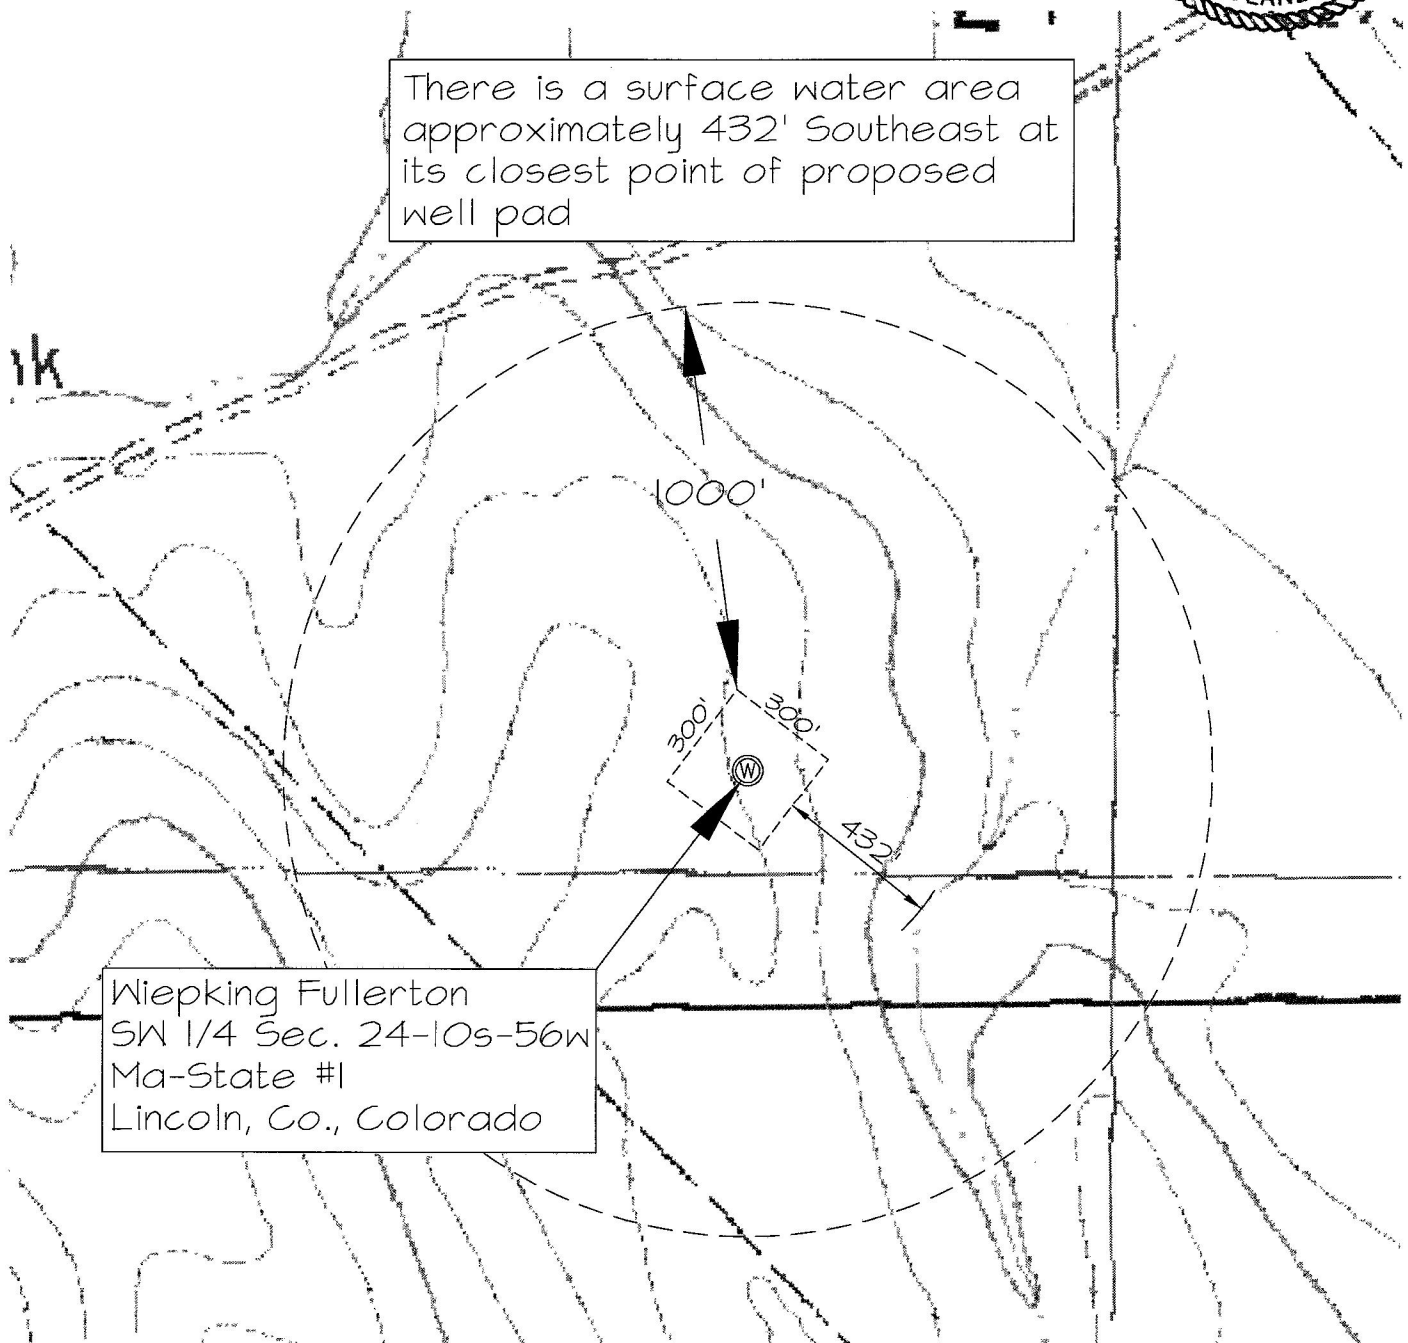 There is a surface water area
approximately 432' Southeast at
its closest point of proposed
well pad
1000'
300'
300'
W
432'
Wiepking Fullerton
SW 1/4 Sec. 24-10s-56w
Ma-State #1
Lincoln, Co., Colorado